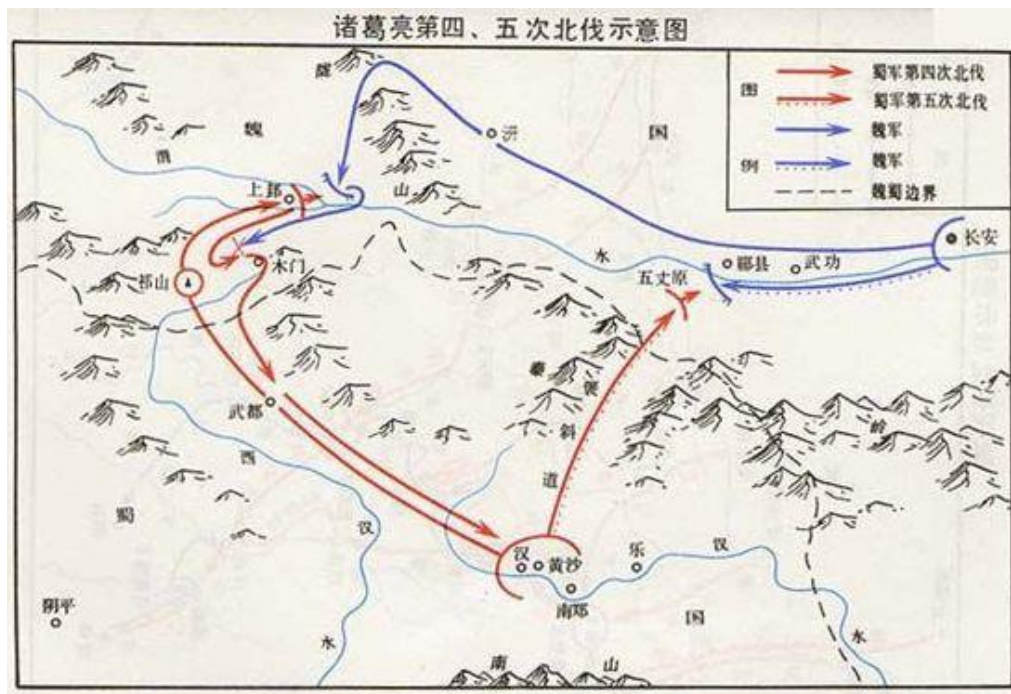 诸葛亮第四、五次北伐示意图
图例
蜀军第四次北伐
蜀军第五次北伐
魏军
魏军
魏蜀边界
陇山
魏国
渭水
汧
上邽
长安
郿县
武功
木门
祁山
五丈原
秦岭
褒斜道
武都
西汉水
蜀国
汉
黄沙
乐
汉水
南郑
阴平
南山